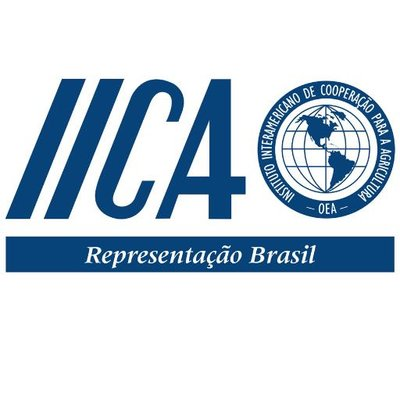 IICA
INSTITUTO INTERAMERICANO DE COOPERAÇÃO PARA A AGRICULTURA
— OEA —
Representação Brasil